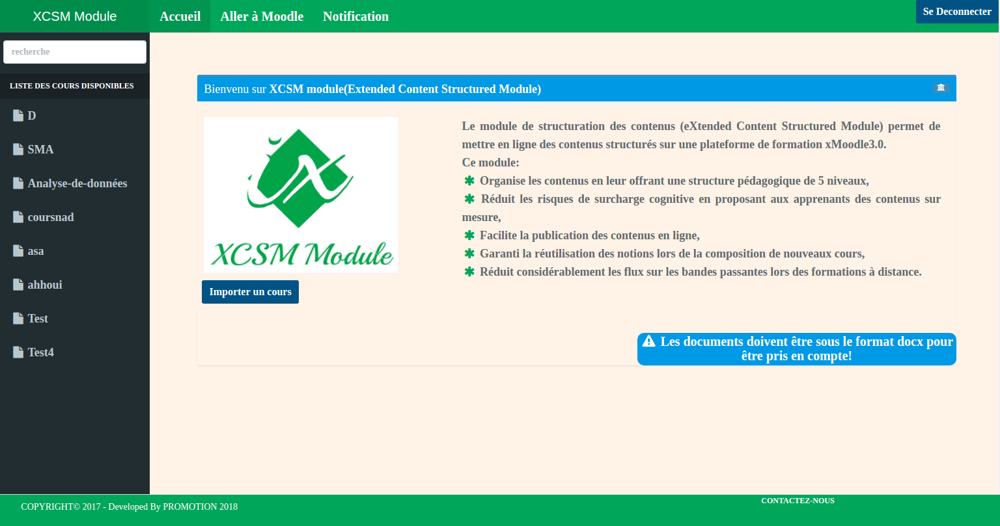 XCSM Module
Accueil
Aller à Moodle
Notification
Se Deconnecter
recherche
LISTE DES COURS DISPONIBLES
D
SMA
Analyse-de-données
coursnad
asa
ahhoui
Test
Test4
Bienvenu sur XCSM module(Extended Content Structured Module)
XCSM Module
Importer un cours
Le module de structuration des contenus (eXtended Content Structured Module) permet de
mettre en ligne des contenus structurés sur une plateforme de formation xMoodle3.0.
Ce module:
Organise les contenus en leur offrant une structure pédagogique de 5 niveaux,
Réduit les risques de surcharge cognitive en proposant aux apprenants des contenus sur
mesure,
Facilite la publication des contenus en ligne,
Garanti la réutilisation des notions lors de la composition de nouveaux cours,
Réduit considérablement les flux sur les bandes passantes lors des formations à distance.
Les documents doivent être sous le format docx pour
être pris en compte!
COPYRIGHT© 2017 - Developed By PROMOTION 2018
CONTACTEZ-NOUS